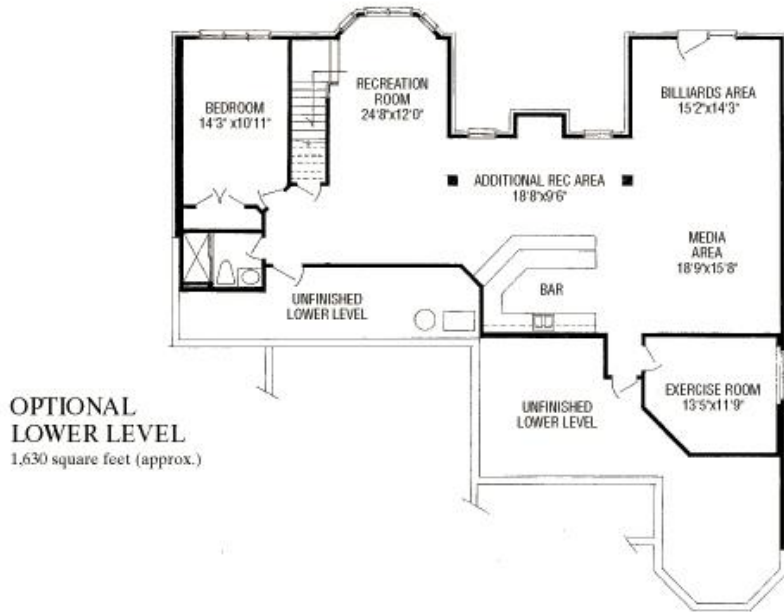 RECREATION
ROOM
24'8"x12'0"
BILLIARDS AREA
15'2"x14'3"
BEDROOM
14'3" x10'11"
ADDITIONAL REC AREA
18'8"x9'6"
MEDIA
AREA
18'9"x15'8"
BAR
UNFINISHED
LOWER LEVEL
EXERCISE ROOM
13'5"x11'9"
UNFINISHED
LOWER LEVEL
OPTIONAL
LOWER LEVEL
1,630 square feet (approx.)